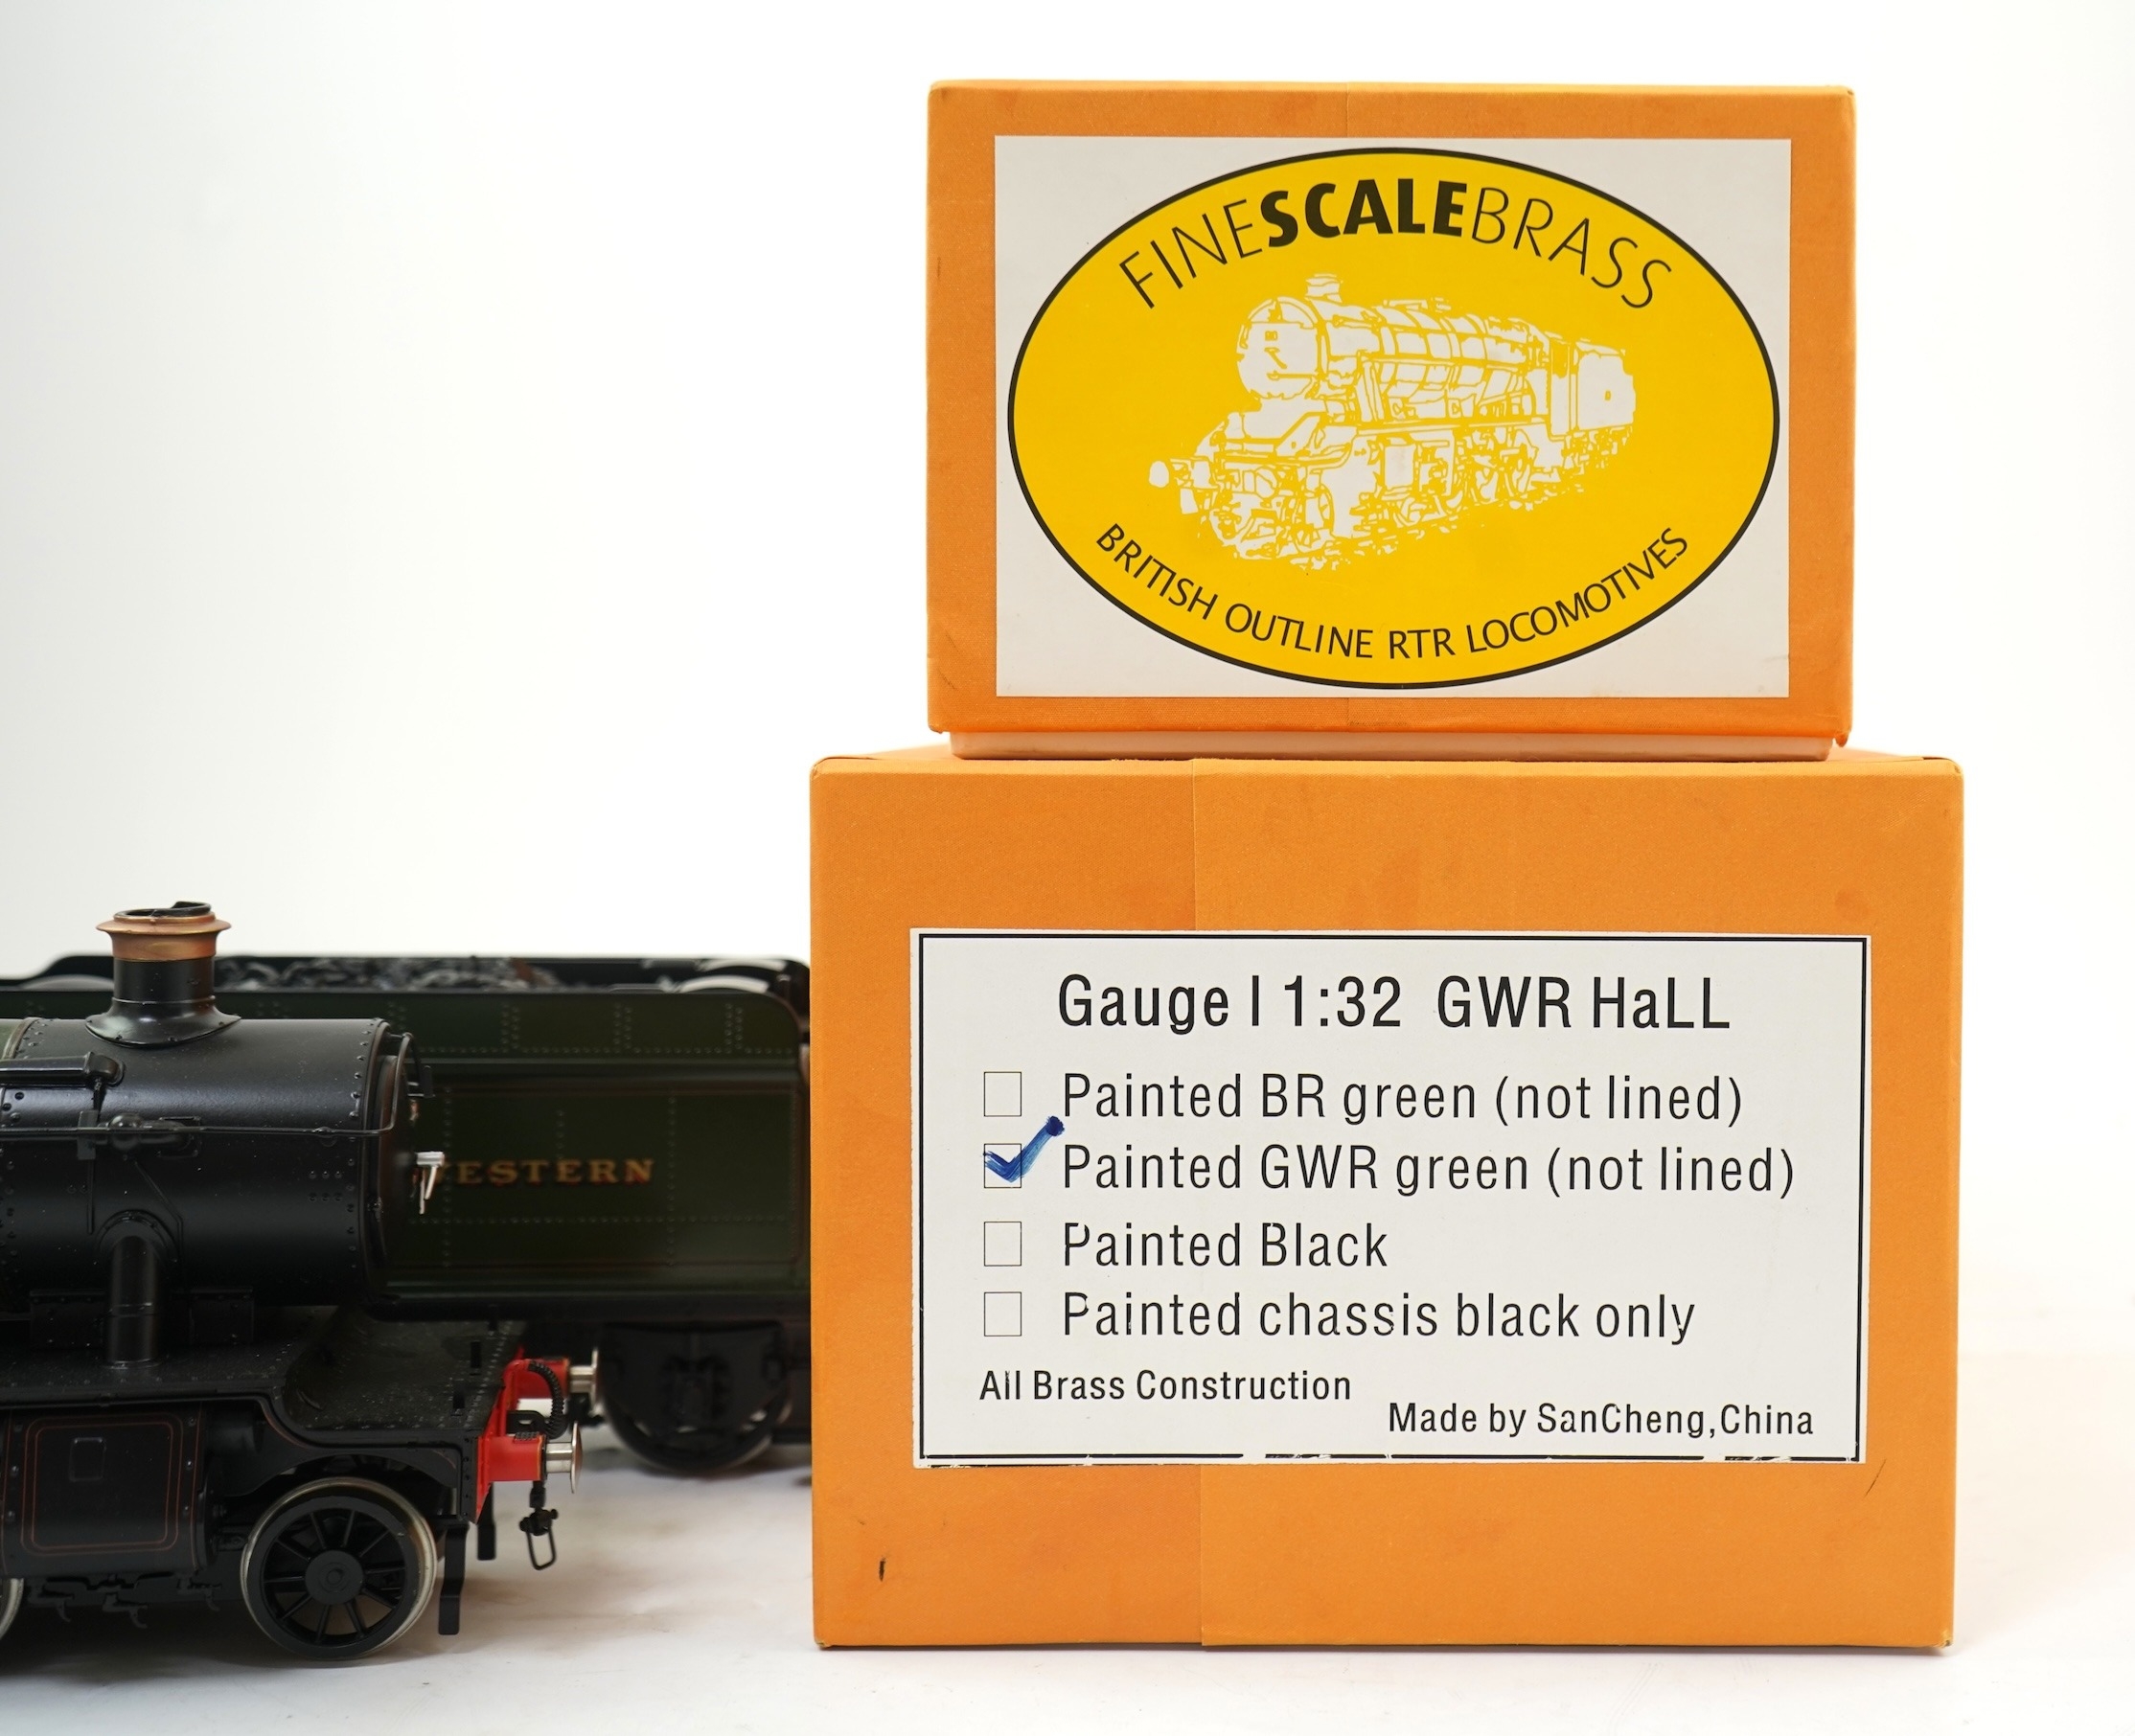 FINESCALEBRASS
BRITISH OUTLINE RTR LOCOMOTIVES
Gauge | 1:32 GWR HaLL
Painted BR green (not lined)
Painted GWR green (not lined)
Painted Black
Painted chassis black only
All Brass Construction
Made by SanCheng,China
ESTERN